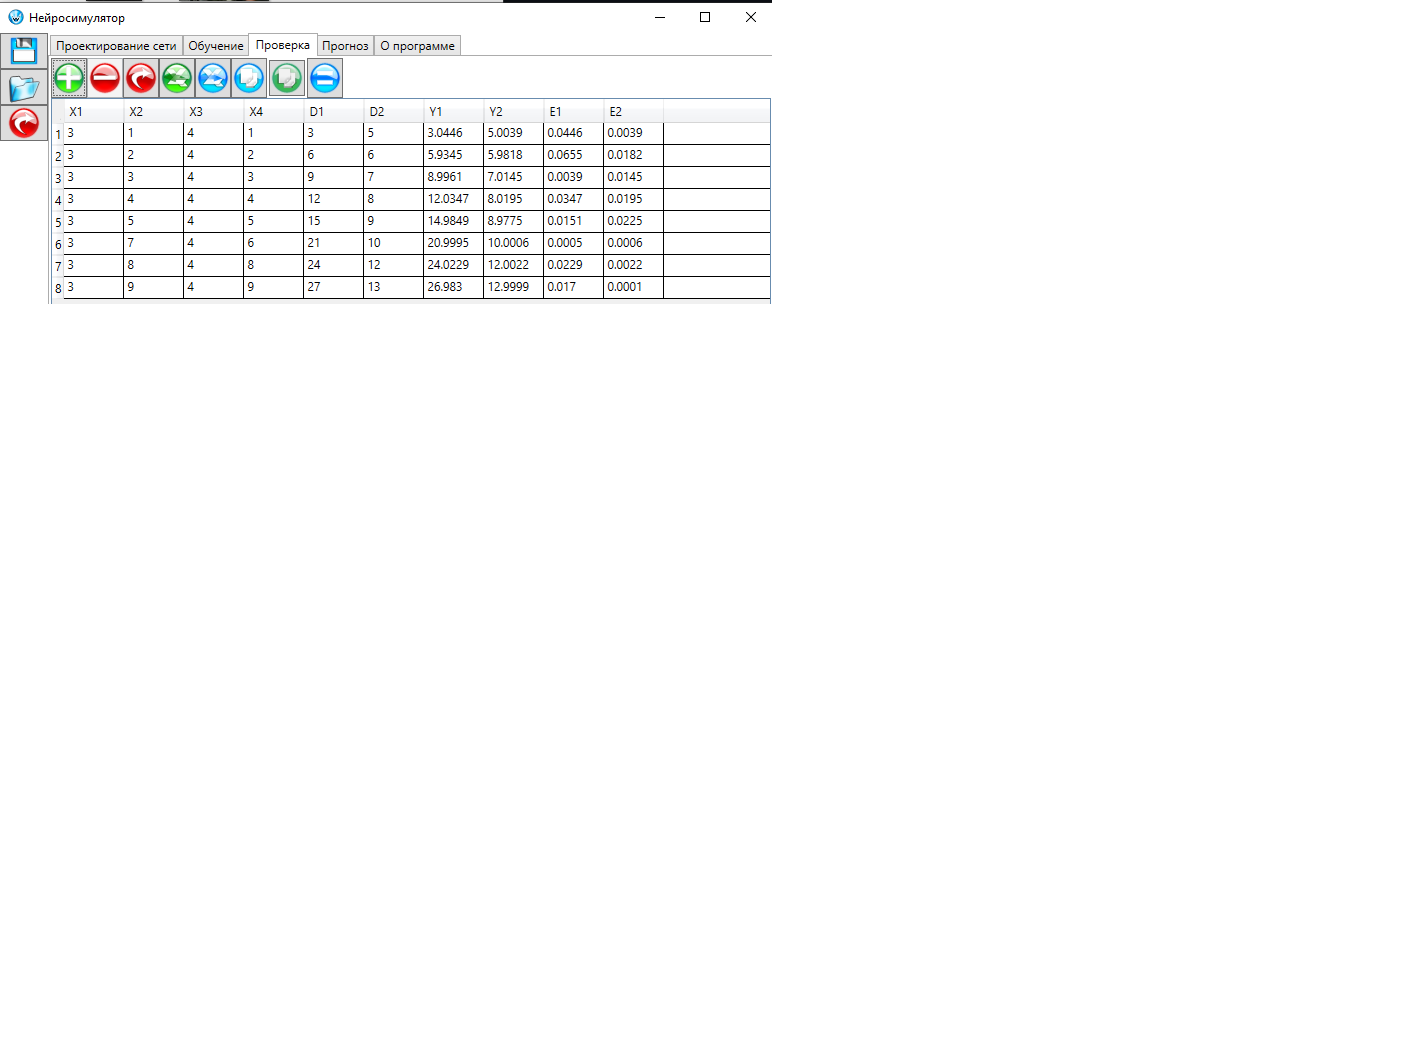 Нейросимулятор
Проектирование сети Обучение Проверка Прогноз О программе
X1 X2 X3 X4 D1 D2 Y1 Y2 E1 E2
1 3 1 4 1 3 5 3.0446 5.0039 0.0446 0.0039
2 3 2 4 2 6 6 5.9345 5.9818 0.0655 0.0182
3 3 3 4 3 9 7 8.9961 7.0145 0.0039 0.0145
4 3 4 4 4 12 8 12.0347 8.0195 0.0347 0.0195
5 3 5 4 5 15 9 14.9849 8.9775 0.0151 0.0225
6 3 7 4 6 21 10 20.9995 10.0006 0.0005 0.0006
7 3 8 4 8 24 12 24.0229 12.0022 0.0229 0.0022
8 3 9 4 9 27 13 26.983 12.9999 0.017 0.0001